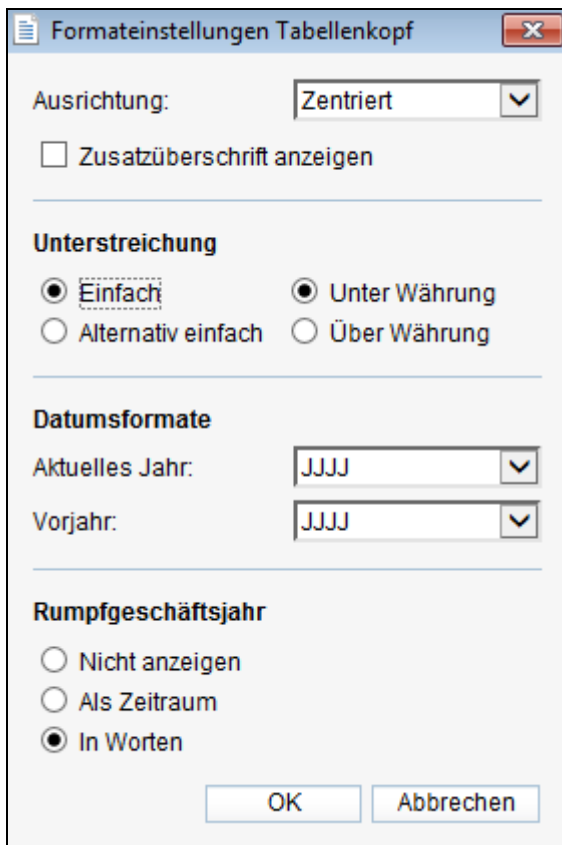 Formateinstellungen Tabellenkopf
Ausrichtung: Zentriert
Zusatzüberschrift anzeigen
Unterstreichung
Einfach Unter Währung
Alternativ einfach Über Währung
Datumsformate
Aktuelles Jahr: JJJJ
Vorjahr: JJJJ
Rumpfgeschäftsjahr
Nicht anzeigen
Als Zeitraum
In Worten
OK Abbrechen